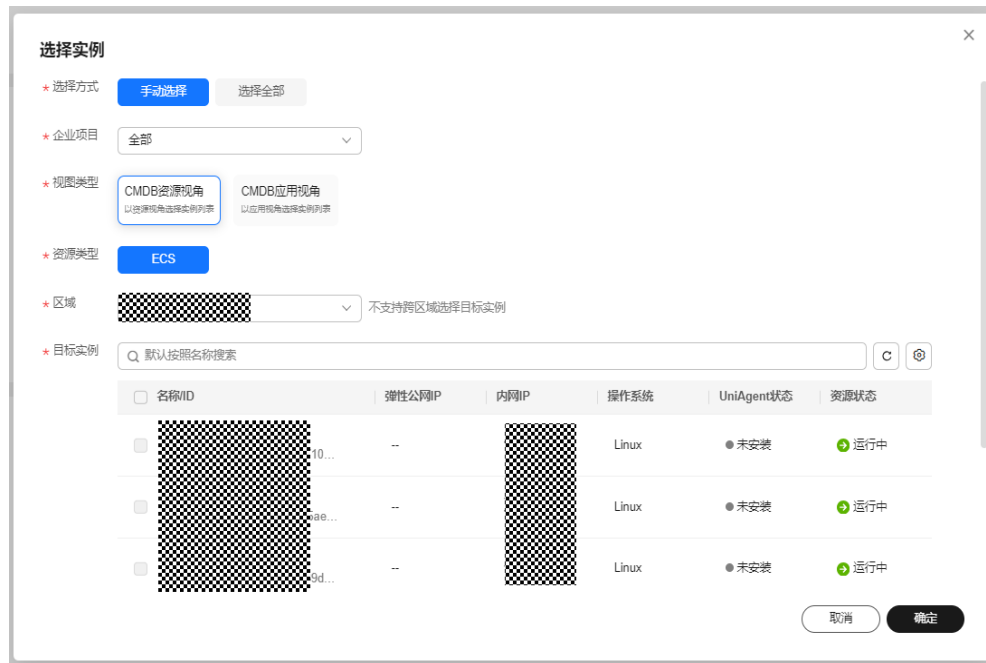 选择实例
* 选择方式 手动选择 选择全部
* 企业项目 全部
* 视图类型 CMDB资源视角 CMDB应用视角
以资源视角选择实例列表 以应用视角选择实例列表
* 资源类型 ECS
* 区域 不支持跨区域选择目标实例
* 目标实例 默认按照名称搜索
名称/ID 弹性公网IP 内网IP 操作系统 UniAgent状态 资源状态
10... -- Linux 未安装 运行中
ae... -- Linux 未安装 运行中
9d... -- Linux 未安装 运行中
取消 确定